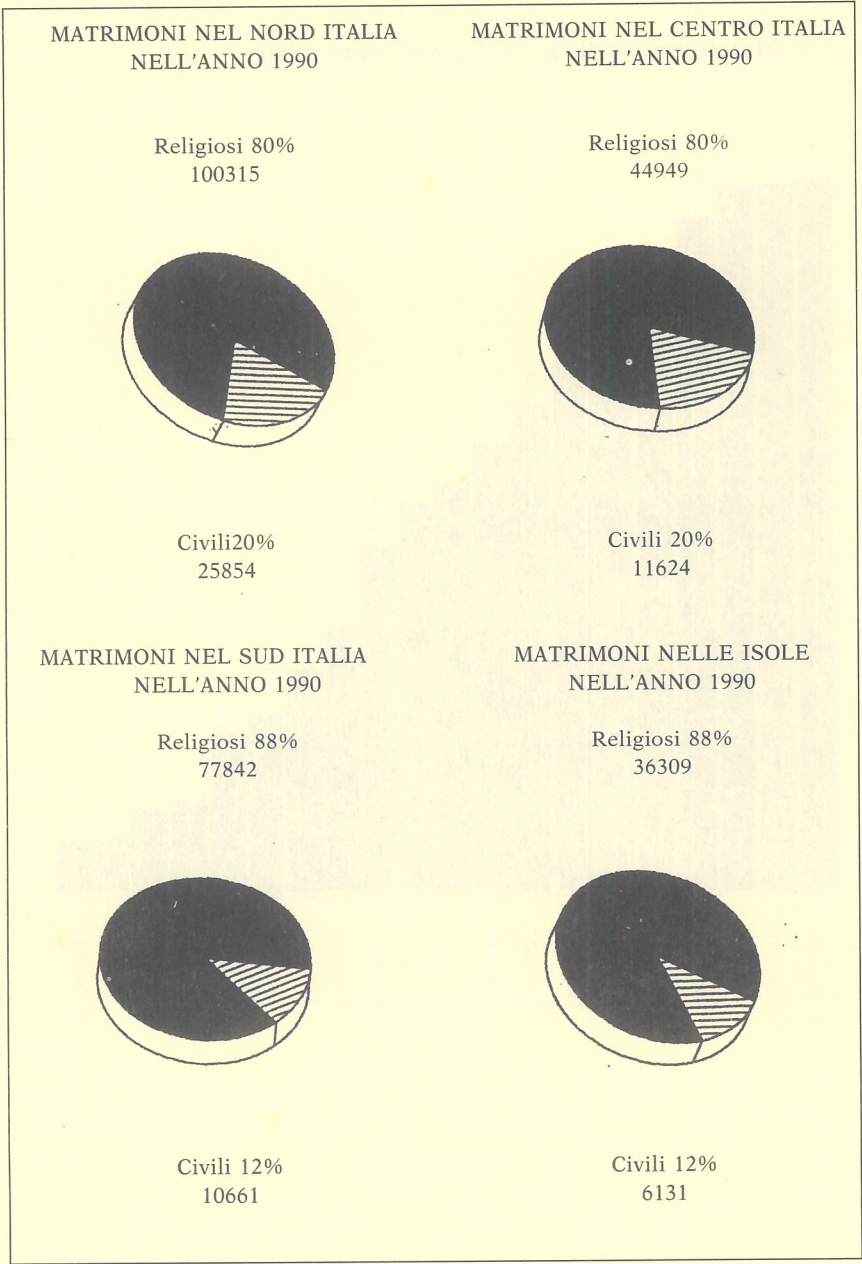 MATRIMONI NEL NORD ITALIA
NELL'ANNO 1990
Religiosi 80%
100315
Civili20%
25854
MATRIMONI NEL CENTRO ITALIA
NELL'ANNO 1990
Religiosi 80%
44949
Civili 20%
11624
MATRIMONI NEL SUD ITALIA
NELL'ANNO 1990
Religiosi 88%
77842
Civili 12%
10661
MATRIMONI NELLE ISOLE
NELL'ANNO 1990
Religiosi 88%
36309
Civili 12%
6131